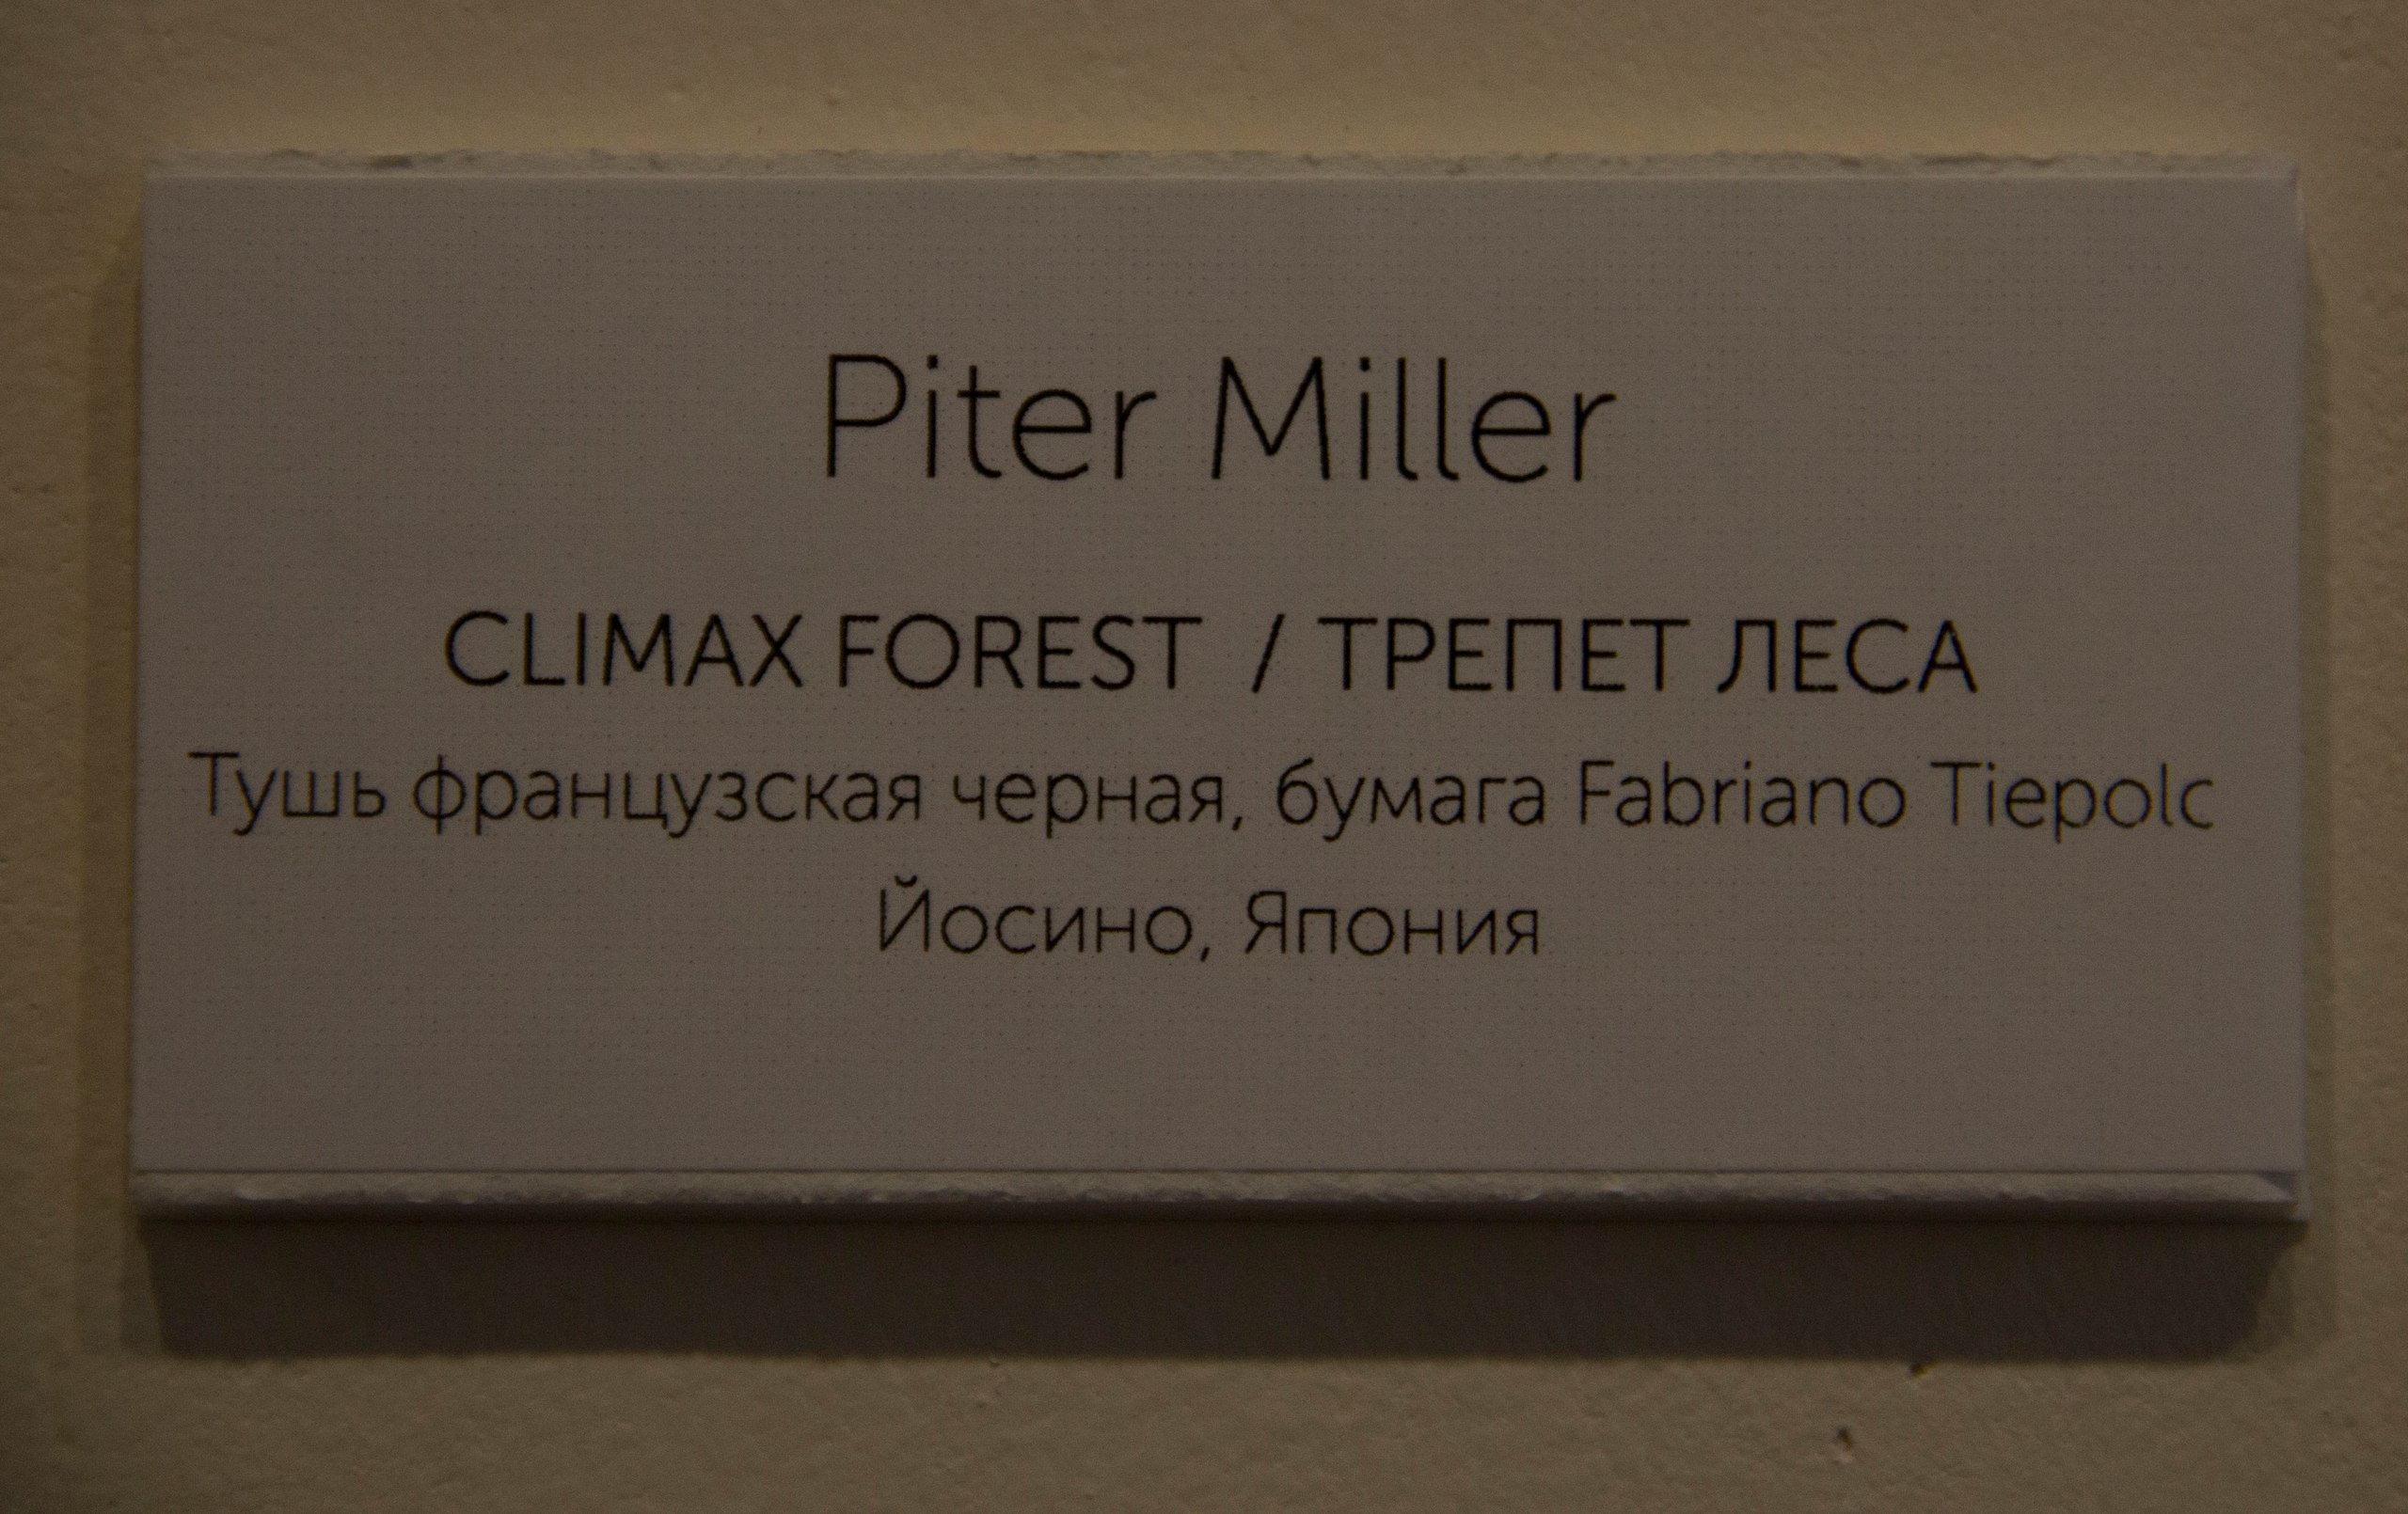 Piter Miller
CLIMAX FOREST / ТРЕПЕТ ЛЕСА
Тушь французская черная, бумага Fabriano Tiepolc
Йосино, Япония